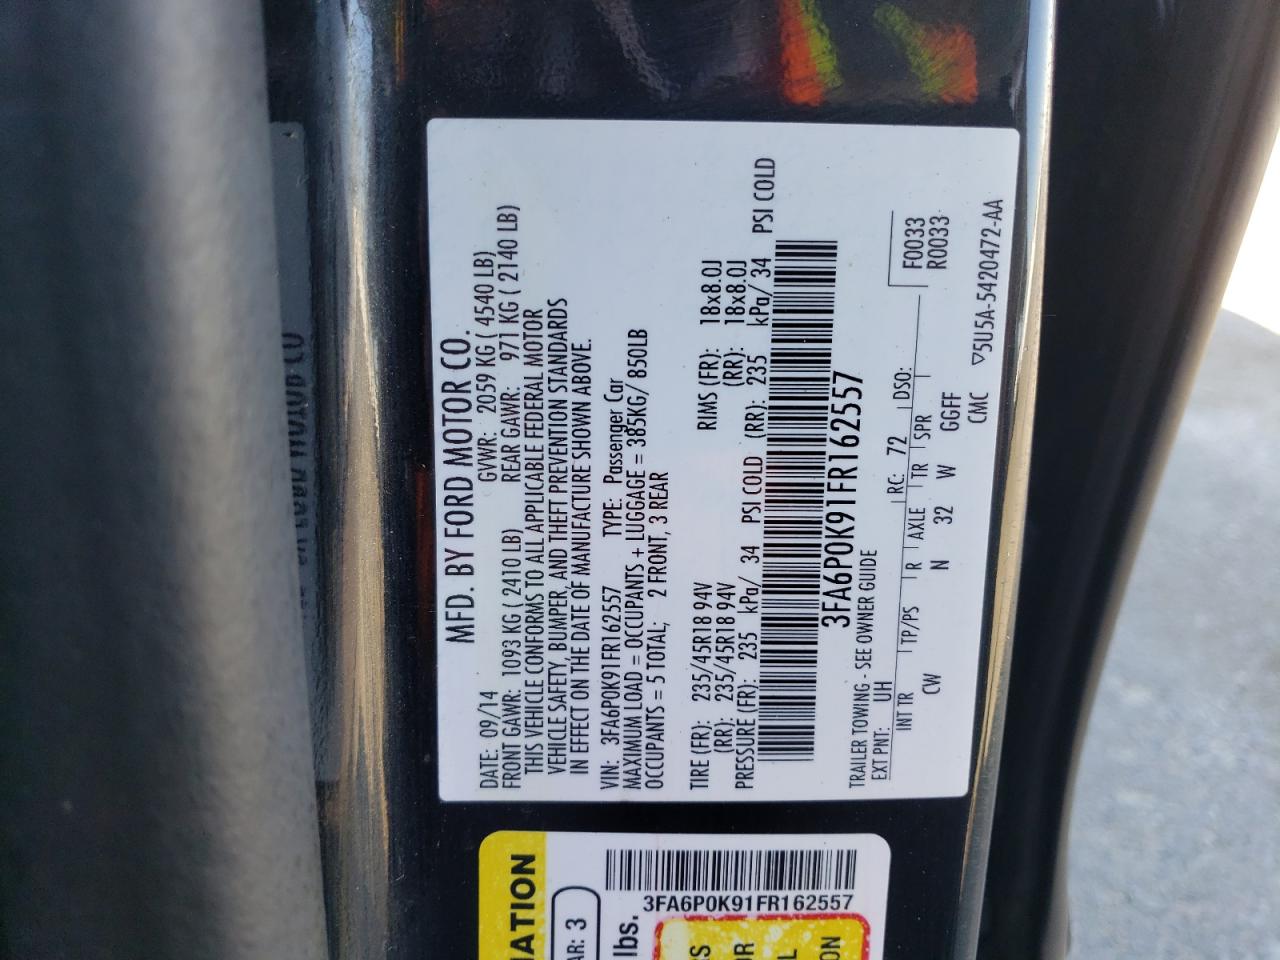 MFD. BY FORD MOTOR CO.
DATE: 09/14 GVWR: 2059 KG ( 4540 LB)
FRONT GAWR: 1093 KG ( 2410 LB) REAR GAWR: 971 KG ( 2140 LB)
THIS VEHICLE CONFORMS TO ALL APPLICABLE FEDERAL MOTOR
VEHICLE SAFETY, BUMPER, AND THEFT PREVENTION STANDARDS
IN EFFECT ON THE DATE OF MANUFACTURE SHOWN ABOVE.
VIN: 3FA6P0K91FR162557 TYPE: Passenger Car
MAXIMUM LOAD = OCCUPANTS + LUGGAGE = 385KG/ 850LB
OCCUPANTS = 5 TOTAL; 2 FRONT, 3 REAR
TIRE (FR): 235/45R18 94V RIMS (FR): 18x8.0J
(RR): 235/45R18 94V (RR): 18x8.0J
PRESSURE (FR): 235 kPa/ 34 PSI COLD (RR): 235 kPa/ 34 PSI COLD
3FA6P0K91FR162557
TRAILER TOWING - SEE OWNER GUIDE
EXT PNT: UH RC: 72 DSO: F0033
INT TR TP/PS R AXLE TR SPR R0033
CW N 32 W GGFF
CMC ▽5U5A-5420472-AA
3FA6P0K91FR162557
3
lbs.